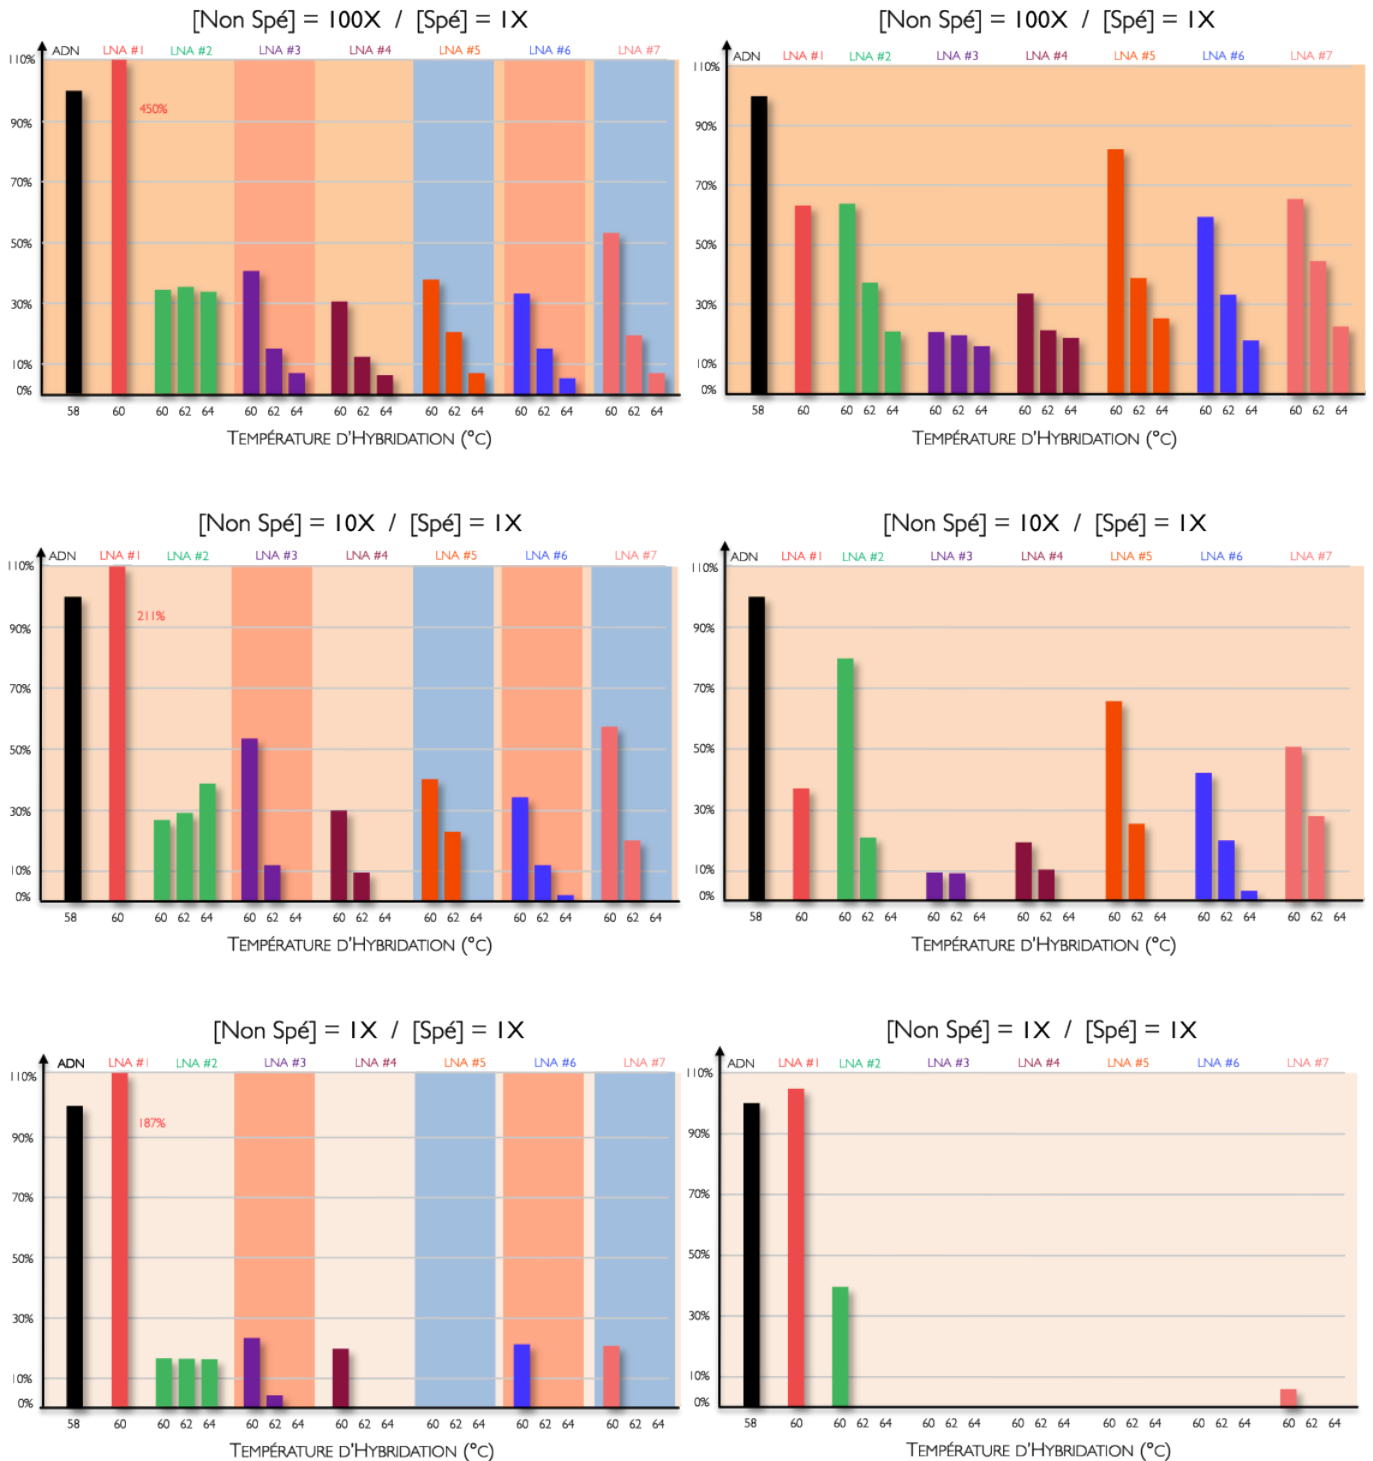 [Non Spé] = 100X / [Spé] = 1X
ADN LNA #1 LNA #2 LNA #3 LNA #4 LNA #5 LNA #6 LNA #7
110%
450%
90%
70%
50%
30%
10%
0%
58 60 60 62 64 60 62 64 60 62 64 60 62 64 60 62 64 60 62 64
TEMPÉRATURE D'HYBRIDATION (°C)
[Non Spé] = 100X / [Spé] = 1X
ADN LNA #1 LNA #2 LNA #3 LNA #4 LNA #5 LNA #6 LNA #7
110%
90%
70%
50%
30%
10%
0%
58 60 60 62 64 60 62 64 60 62 64 60 62 64 60 62 64 60 62 64
TEMPÉRATURE D'HYBRIDATION (°C)
[Non Spé] = 10X / [Spé] = 1X
ADN LNA #1 LNA #2 LNA #3 LNA #4 LNA #5 LNA #6 LNA #7
110%
211%
90%
70%
50%
30%
10%
0%
58 60 60 62 64 60 62 64 60 62 64 60 62 64 60 62 64 60 62 64
TEMPÉRATURE D'HYBRIDATION (°C)
[Non Spé] = 10X / [Spé] = 1X
ADN LNA #1 LNA #2 LNA #3 LNA #4 LNA #5 LNA #6 LNA #7
110%
90%
70%
50%
30%
10%
0%
58 60 60 62 64 60 62 64 60 62 64 60 62 64 60 62 64 60 62 64
TEMPÉRATURE D'HYBRIDATION (°C)
[Non Spé] = 1X / [Spé] = 1X
ADN LNA #1 LNA #2 LNA #3 LNA #4 LNA #5 LNA #6 LNA #7
110%
187%
90%
70%
50%
30%
10%
0%
58 60 60 62 64 60 62 64 60 62 64 60 62 64 60 62 64 60 62 64
TEMPÉRATURE D'HYBRIDATION (°C)
[Non Spé] = 1X / [Spé] = 1X
ADN LNA #1 LNA #2 LNA #3 LNA #4 LNA #5 LNA #6 LNA #7
110%
90%
70%
50%
30%
10%
0%
58 60 60 62 64 60 62 64 60 62 64 60 62 64 60 62 64 60 62 64
TEMPÉRATURE D'HYBRIDATION (°C)